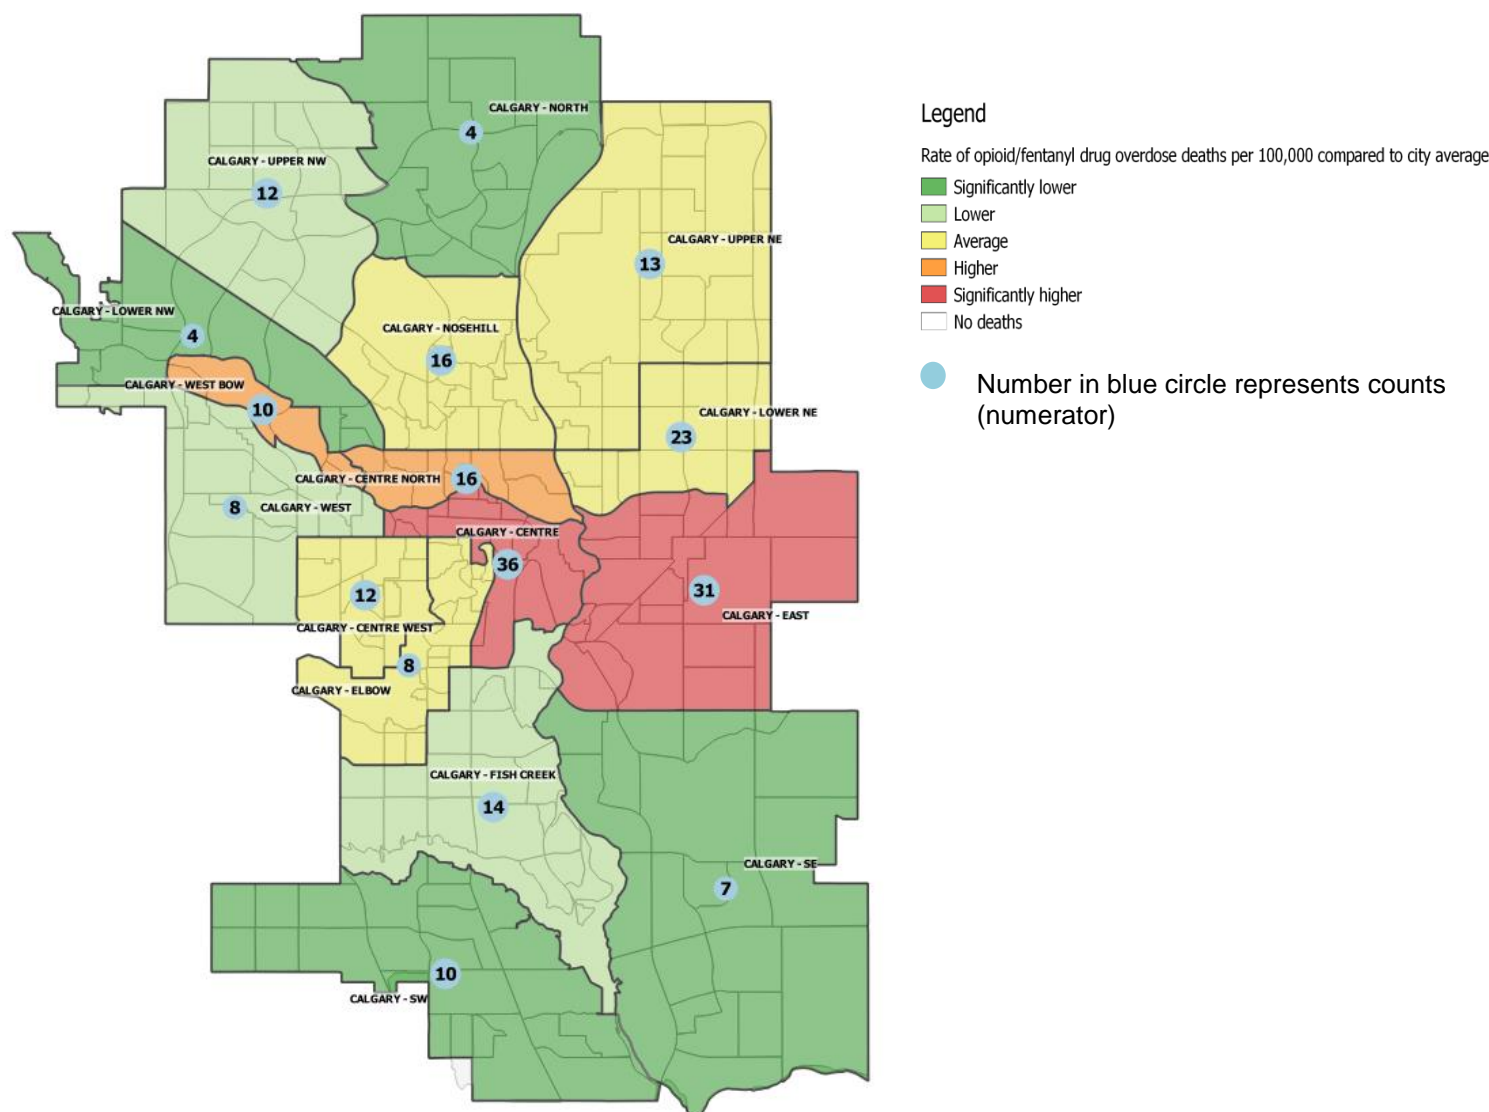 CALGARY - NORTH
4
CALGARY - UPPER NW
12
CALGARY - UPPER NE
13
CALGARY - LOWER NW
4
CALGARY - NOSEHILL
16
CALGARY - WEST BOW
10
CALGARY - LOWER NE
23
CALGARY - CENTRE NORTH
16
CALGARY - WEST
8
CALGARY - CENTRE
36
CALGARY - EAST
31
CALGARY - CENTRE WEST
12
CALGARY - ELBOW
8
CALGARY - FISH CREEK
14
CALGARY - SE
7
CALGARY - SW
10
Legend
Rate of opioid/fentanyl drug overdose deaths per 100,000 compared to city average
Significantly lower
Lower
Average
Higher
Significantly higher
No deaths
Number in blue circle represents counts
(numerator)